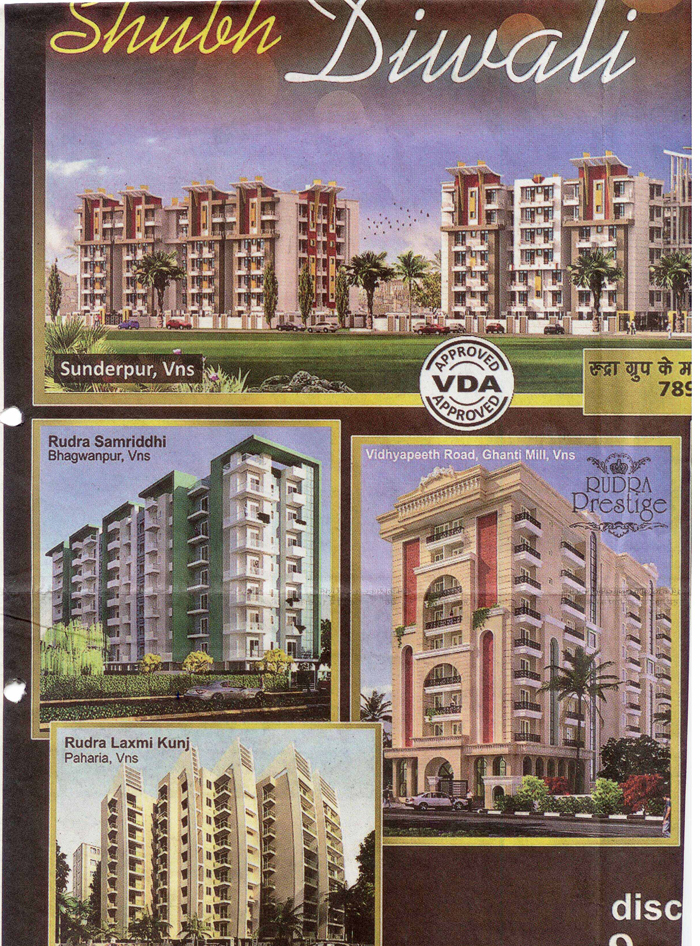 Shubh Diwali
Sunderpur, Vns
APPROVED
VDA
APPROVED
रूद्रा ग्रुप के
789
Rudra Samriddhi
Bhagwanpur, Vns
Vidhyapeeth Road, Ghanti Mill, Vns
RUDRA
Prestige
Rudra Laxmi Kunj
Paharia, Vns
disc